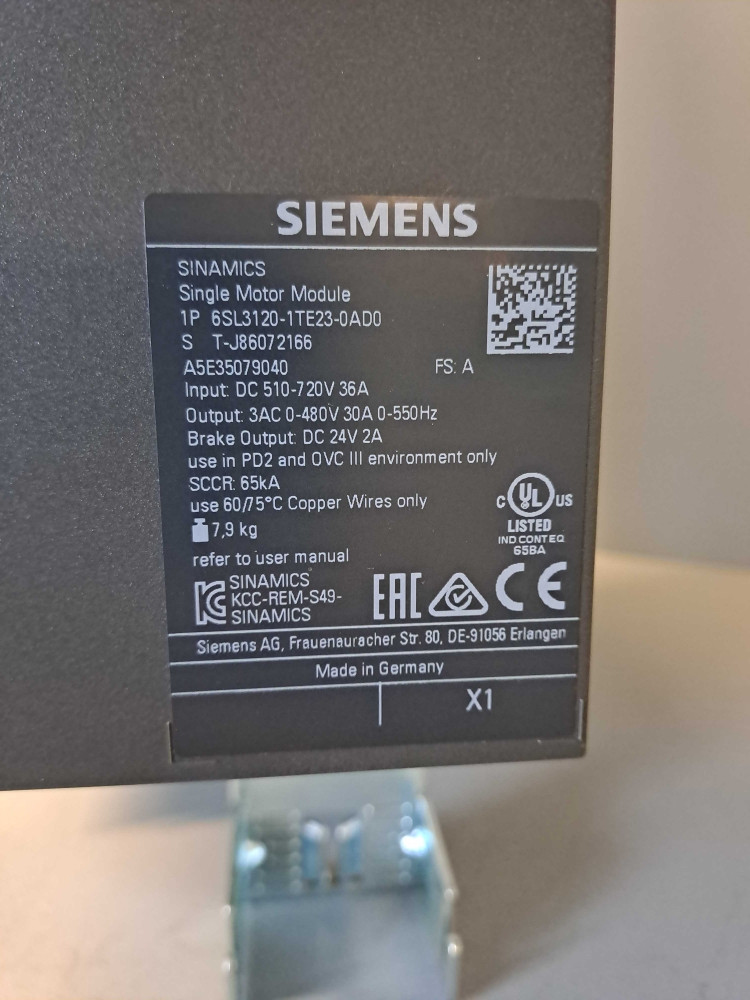 SIEMENS
SINAMICS
Single Motor Module
1P 6SL3120-1TE23-0AD0
S T-J86072166
A5E35079040 FS: A
Input: DC 510-720V 36A
Output: 3AC 0-480V 30A 0-550Hz
Brake Output: DC 24V 2A
use in PD2 and OVC III environment only
SCCR: 65kA
use 60/75°C Copper Wires only
7,9 kg
C UL US
LISTED
IND CONT EQ
65BA
refer to user manual
SINAMICS
KCC-REM-S49-
SINAMICS
EAC CE
Siemens AG, Frauenauracher Str. 80, DE-91056 Erlangen
Made in Germany
X1